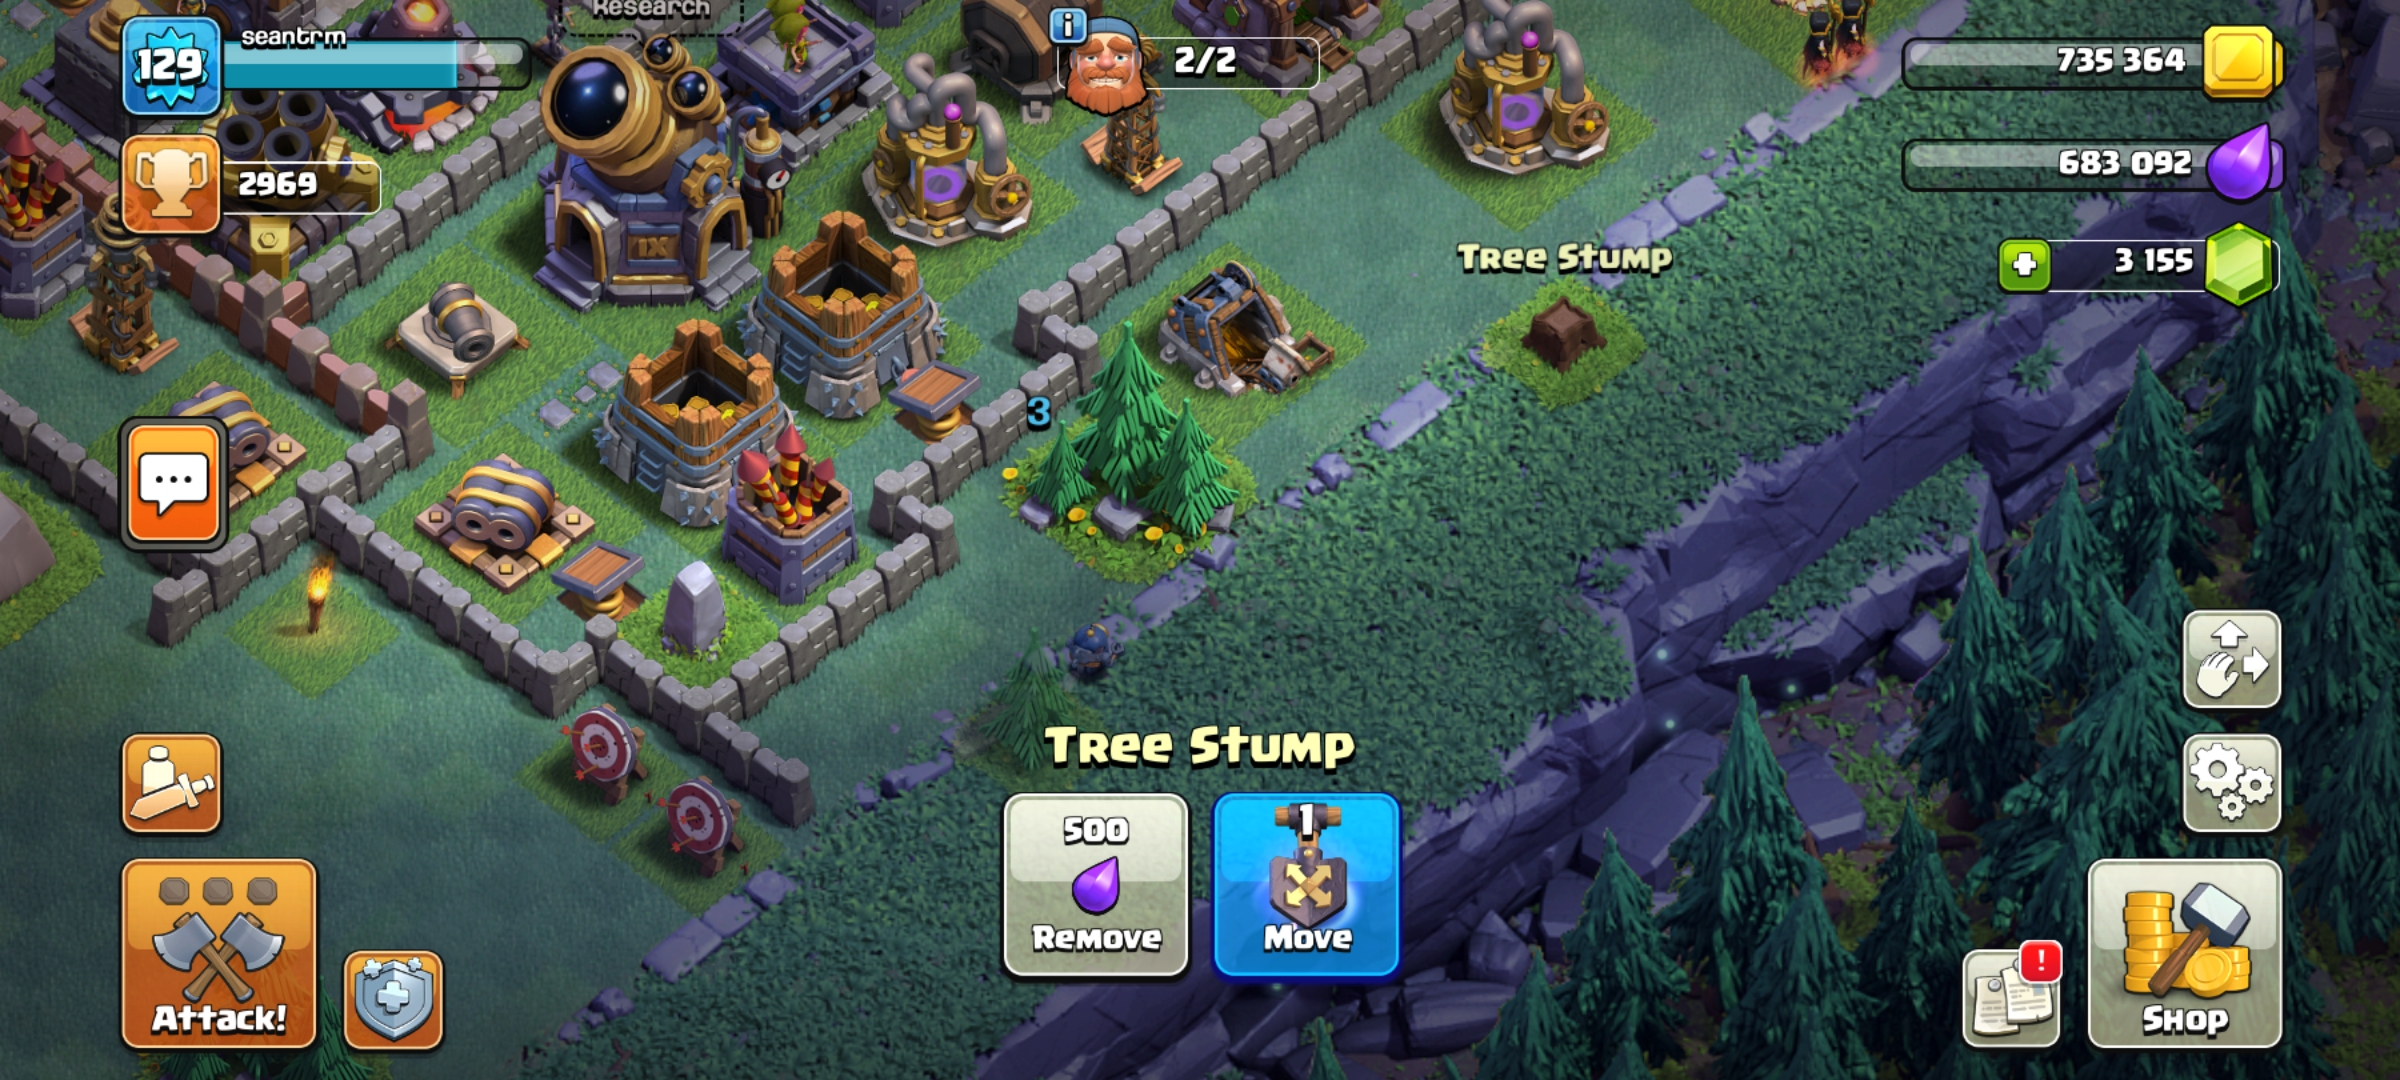 Research
129
seantrm
2/2
735 364
2969
683 092
Tree Stump
3 155
IX
3
Tree Stump
500
Remove
1
Move
Attack!
!
Shop